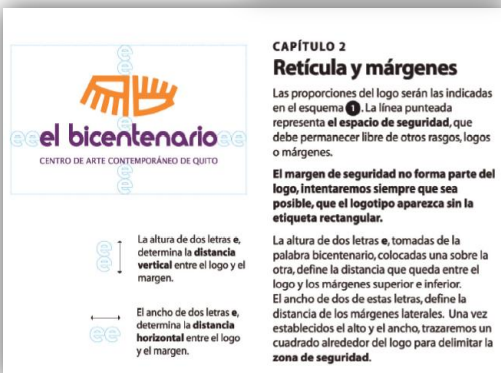 ee
ee
el bicentenario
ee
CENTRO DE ARTE CONTEMPORÁNEO DE QUITO
ee
La altura de dos letras e,
determina la distancia
vertical entre el logo y el
margen.
ee
El ancho de dos letras e,
determina la distancia
horizontal entre el logo
y el margen.
ee
CAPÍTULO 2
Retícula y márgenes
Las proporciones del logo serán las indicadas
en el esquema 1. La línea punteada
representa el espacio de seguridad, que
debe permanecer libre de otros rasgos, logos
o márgenes.
El margen de seguridad no forma parte del
logo, intentaremos siempre que sea
posible, que el logotipo aparezca sin la
etiqueta rectangular.
La altura de dos letras e, tomadas de la
palabra bicentenario, colocadas una sobre la
otra, define la distancia que queda entre el
logo y los márgenes superior e inferior.
El ancho de dos de estas letras, define la
distancia de los márgenes laterales. Una vez
establecidos el alto y el ancho, trazaremos un
cuadrado alrededor del logo para delimitar la
zona de seguridad.